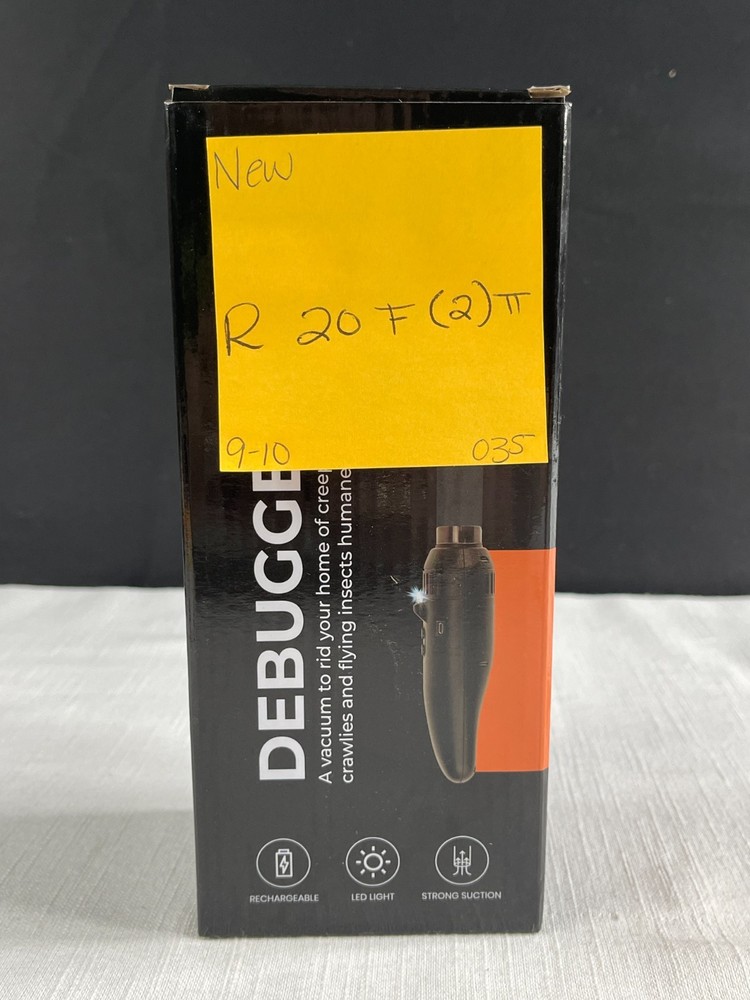 New
R 20 F (2) π
9-10 035
DEBUGGE
A vacuum to rid your home of cree
crawlies and flying insects humane
RECHARGEABLE LED LIGHT STRONG SUCTION